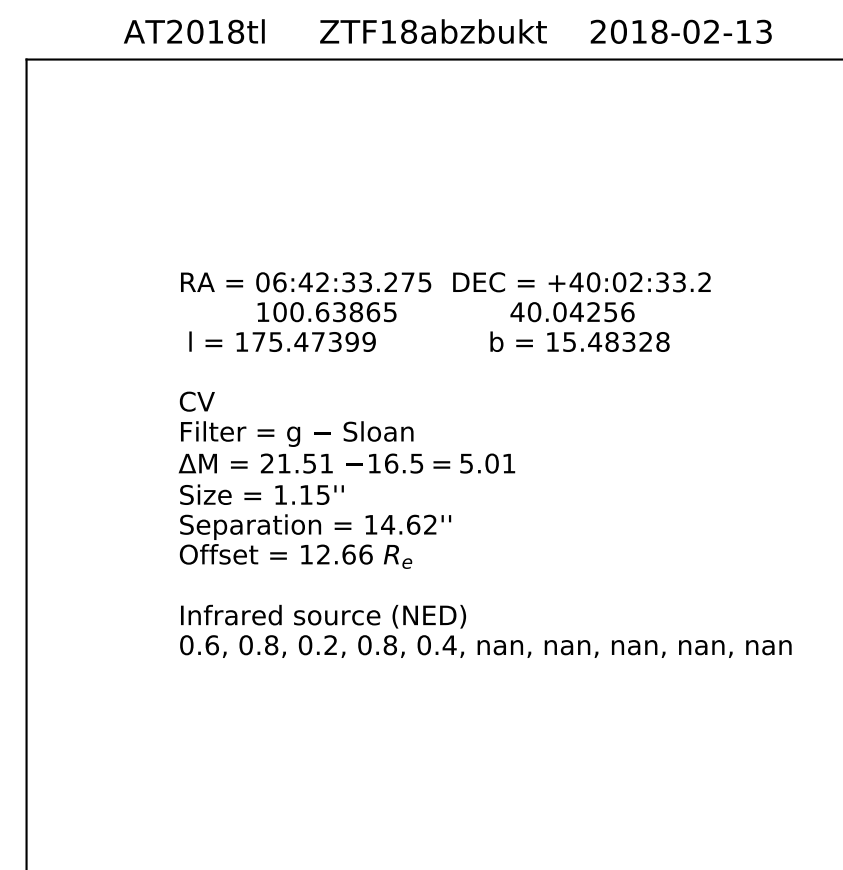 AT2018tl ZTF18abzbukt 2018-02-13
RA = 06:42:33.275 DEC = +40:02:33.2
100.63865 40.04256
l = 175.47399 b = 15.48328
CV
Filter = g − Sloan
ΔM = 21.51 −16.5 = 5.01
Size = 1.15''
Separation = 14.62''
Offset = 12.66 Re
Infrared source (NED)
0.6, 0.8, 0.2, 0.8, 0.4, nan, nan, nan, nan, nan